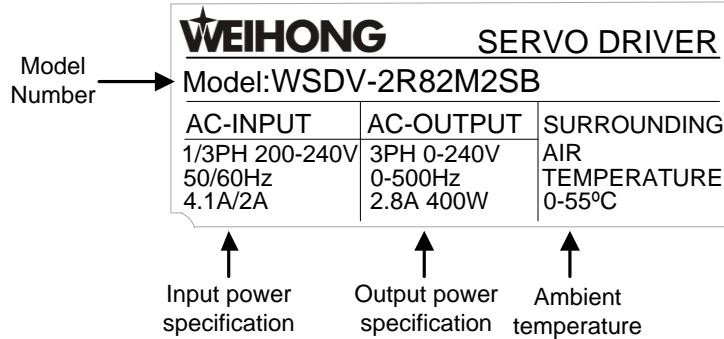 WEIHONG SERVO DRIVER
Model Number
Model:WSDV-2R82M2SB
AC-INPUT
1/3PH 200-240V
50/60Hz
4.1A/2A
AC-OUTPUT
3PH 0-240V
0-500Hz
2.8A 400W
SURROUNDING
AIR
TEMPERATURE
0-55ºC
Input power
specification
Output power
specification
Ambient
temperature